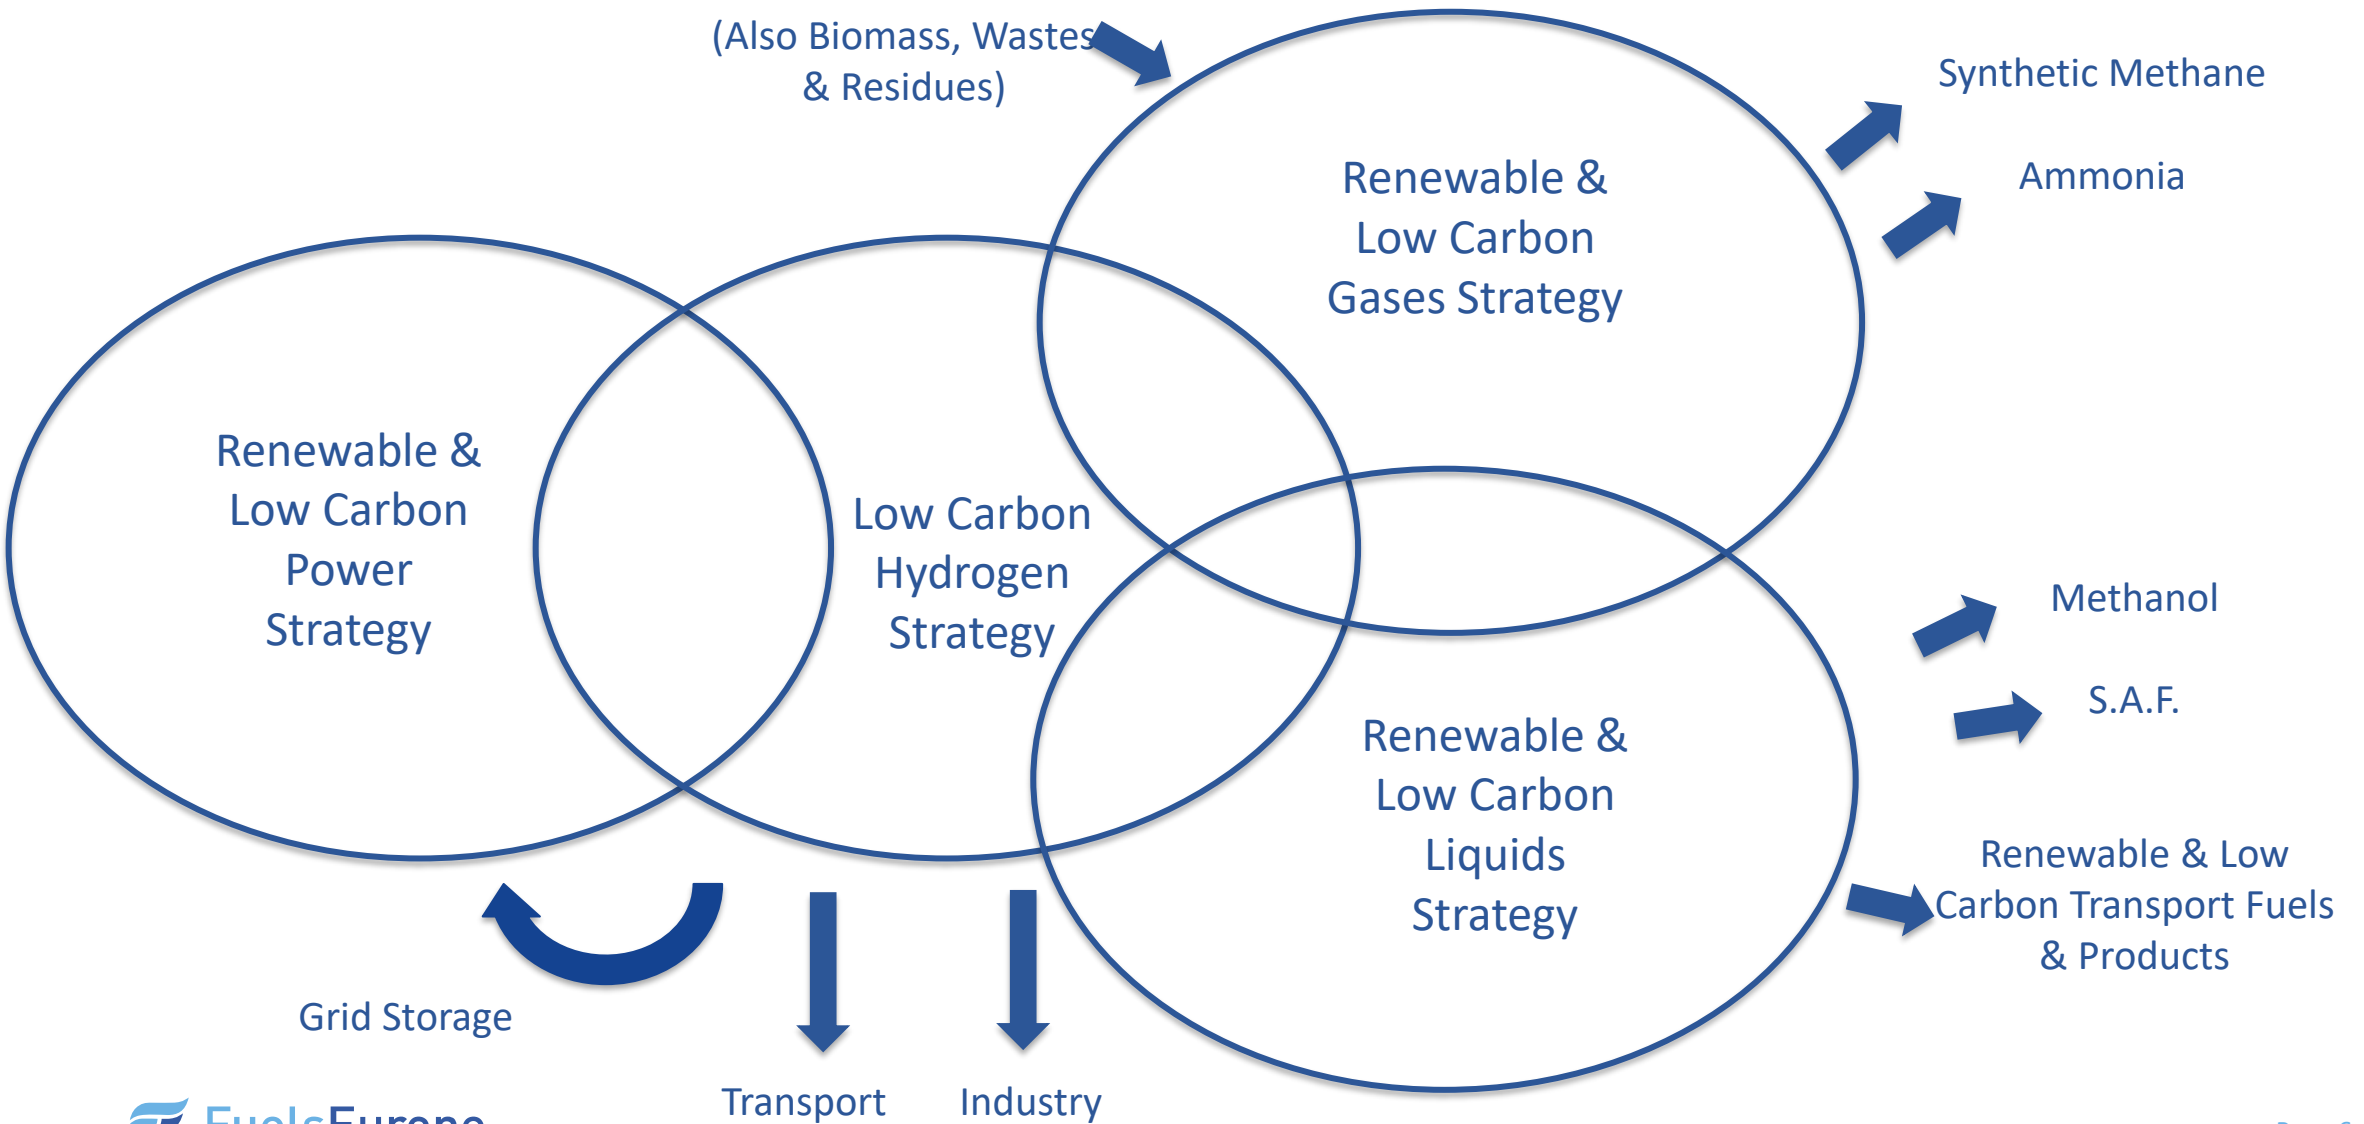 (Also Biomass, Wastes
& Residues)
Synthetic Methane
Ammonia
Renewable &
Low Carbon
Gases Strategy
Renewable &
Low Carbon
Power
Strategy
Low Carbon
Hydrogen
Strategy
Methanol
S.A.F.
Renewable &
Low Carbon
Liquids
Strategy
Renewable & Low
Carbon Transport Fuels
& Products
Grid Storage
Transport
Industry
FuelsEurope